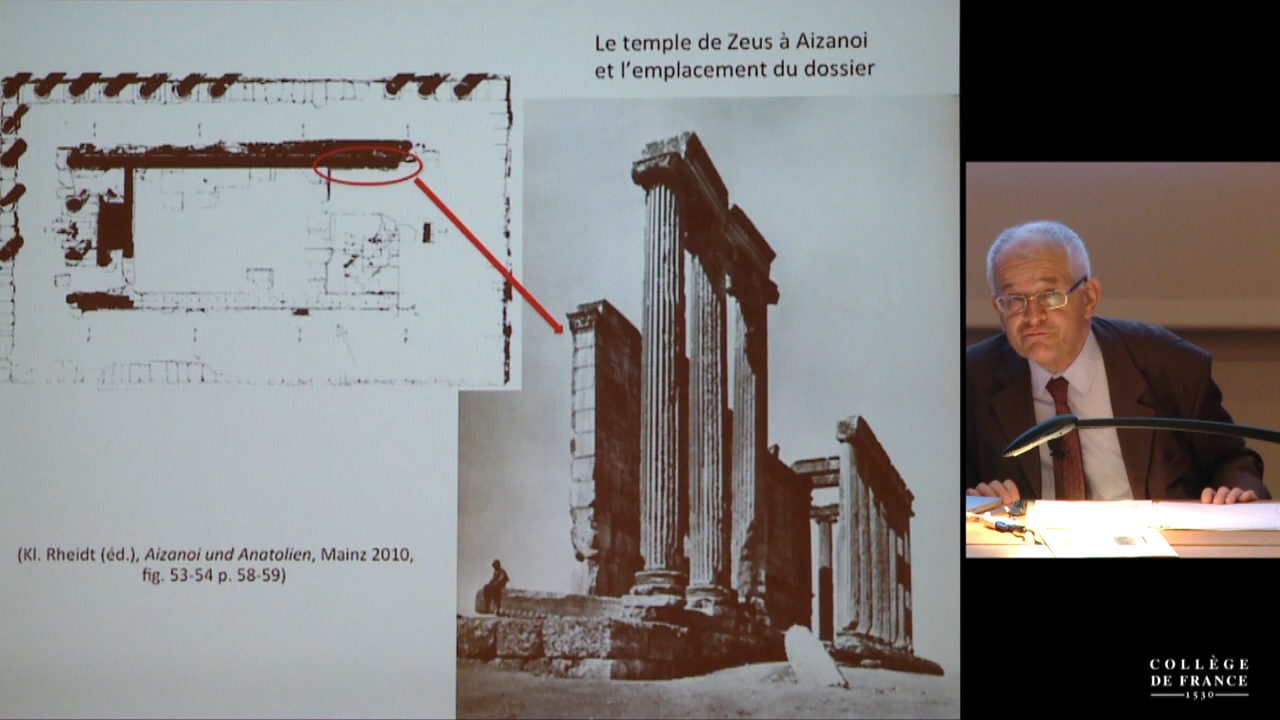 Le temple de Zeus à Aizanoi
et l'emplacement du dossier
(Kl. Rheidt (éd.), Aizanoi und Anatolien, Mainz 2010,
fig. 53-54 p. 58-59)
COLLÈGE
DE FRANCE
1530